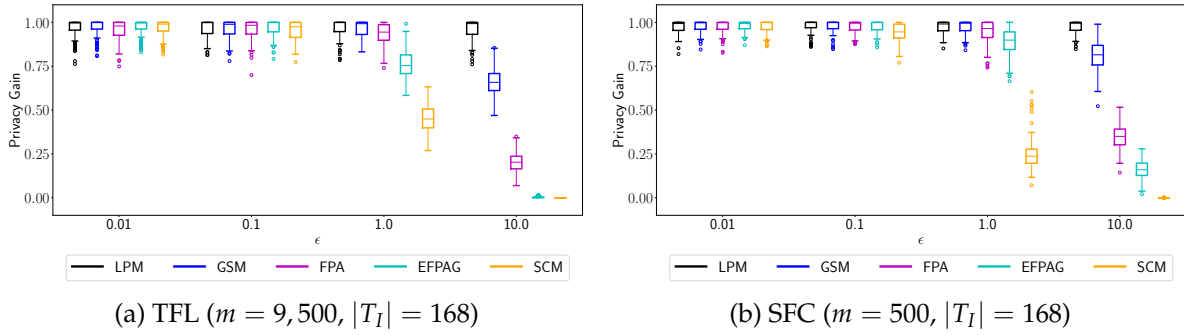 1.00
0.75
0.50
0.25
0.00
Privacy Gain
0.01 0.1 1.0 10.0
ϵ
LPM GSM FPA EFPAG SCM
(a) TFL (m = 9,500, |T_I| = 168)
1.00
0.75
0.50
0.25
0.00
Privacy Gain
0.01 0.1 1.0 10.0
ϵ
LPM GSM FPA EFPAG SCM
(b) SFC (m = 500, |T_I| = 168)